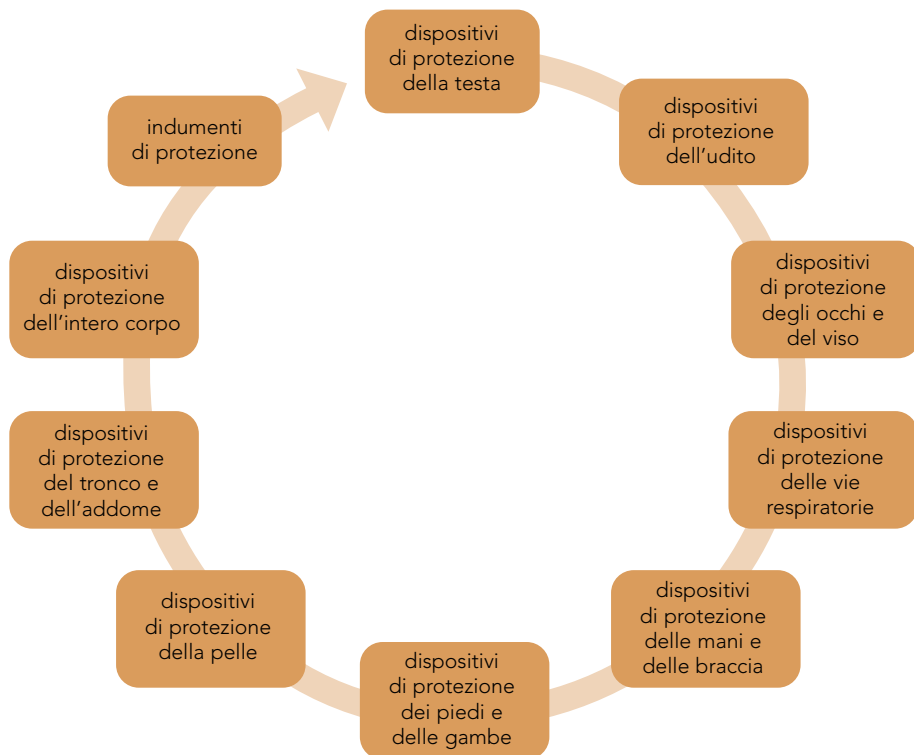 dispositivi
di protezione
della testa
dispositivi
di protezione
dell’udito
dispositivi
di protezione
degli occhi e
del viso
dispositivi
di protezione
delle vie
respiratorie
dispositivi
di protezione
delle mani e
delle braccia
dispositivi
di protezione
dei piedi e
delle gambe
dispositivi
di protezione
della pelle
dispositivi
di protezione
del tronco e
dell’addome
dispositivi
di protezione
dell’intero corpo
indumenti
di protezione